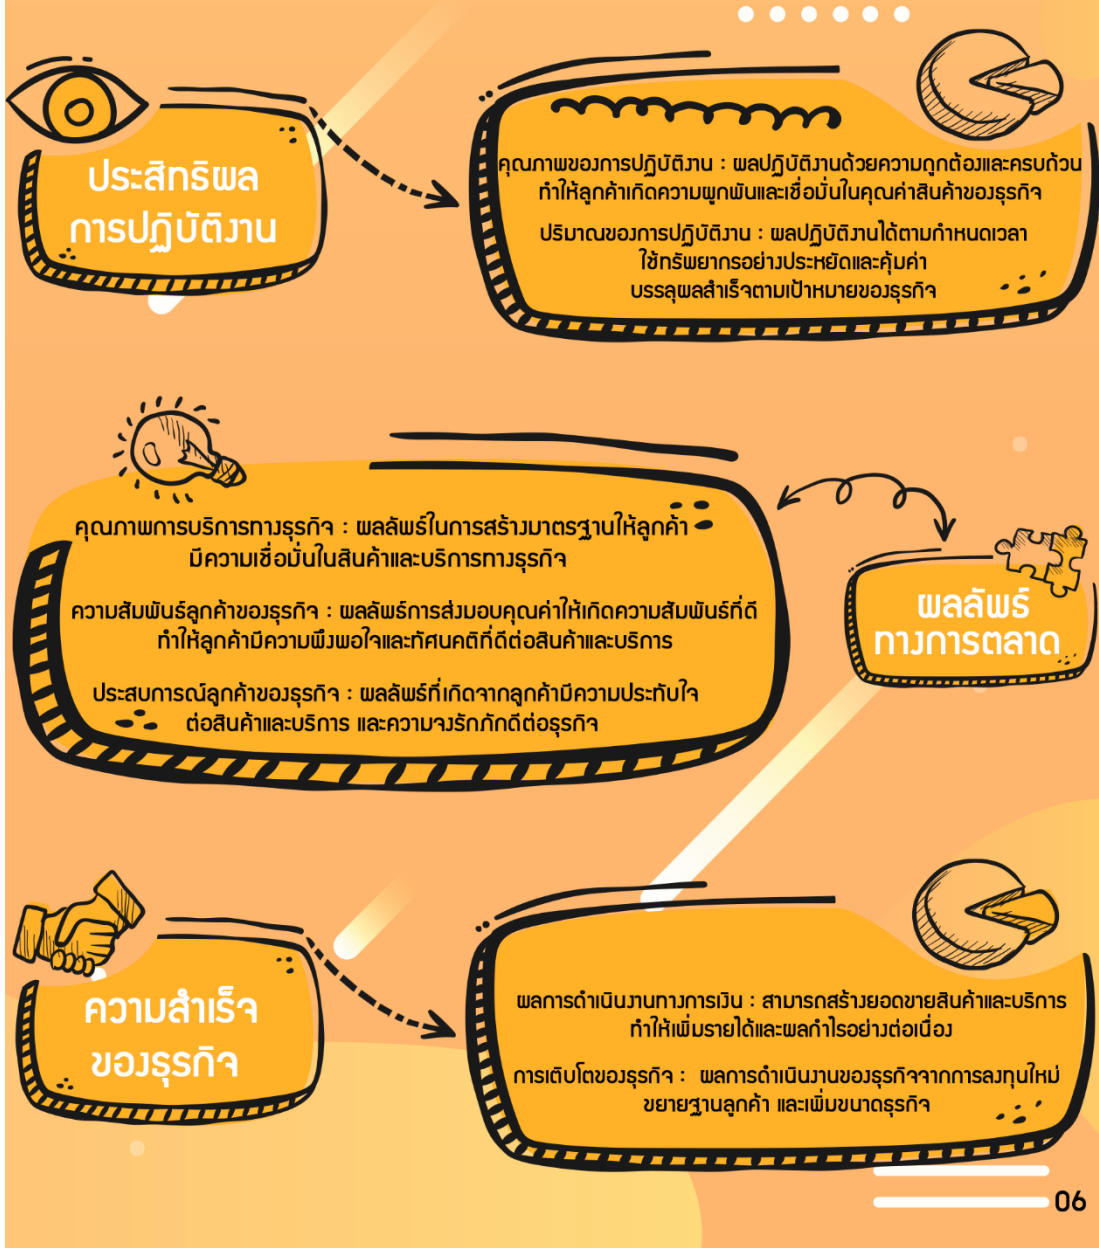 ประสิทธิผล
การปฏิบัติงาน
คุณภาพของการปฏิบัติงาน : ผลปฏิบัติงานด้วยความถูกต้องและครบถ้วน
ทำให้ลูกค้าเกิดความผูกพันและเชื่อมั่นในคุณค่าสินค้าของธุรกิจ
ปริมาณของการปฏิบัติงาน : ผลปฏิบัติงานได้ตามกำหนดเวลา
ใช้ทรัพยากรอย่างประหยัดและคุ้มค่า
บรรลุผลสำเร็จตามเป้าหมายของธุรกิจ
คุณภาพการบริการทางธุรกิจ : ผลลัพธ์ในการสร้างมาตรฐานให้ลูกค้า
มีความเชื่อมั่นในสินค้าและบริการทางธุรกิจ
ความสัมพันธ์ลูกค้าของธุรกิจ : ผลลัพธ์การส่งมอบคุณค่าให้เกิดความสัมพันธ์ที่ดี
ทำให้ลูกค้ามีความพึงพอใจและทัศนคติที่ดีต่อสินค้าและบริการ
ประสบการณ์ลูกค้าของธุรกิจ : ผลลัพธ์ที่เกิดจากลูกค้ามีความประทับใจ
ต่อสินค้าและบริการ และความจงรักภักดีต่อธุรกิจ
ผลลัพธ์
ทางการตลาด
ความสำเร็จ
ของธุรกิจ
ผลการดำเนินงานทางการเงิน : สามารถสร้างยอดขายสินค้าและบริการ
ทำให้เพิ่มรายได้และผลกำไรอย่างต่อเนื่อง
การเติบโตของธุรกิจ : ผลการดำเนินงานของธุรกิจจากการลงทุนใหม่
ขยายฐานลูกค้า และเพิ่มขนาดธุรกิจ
06